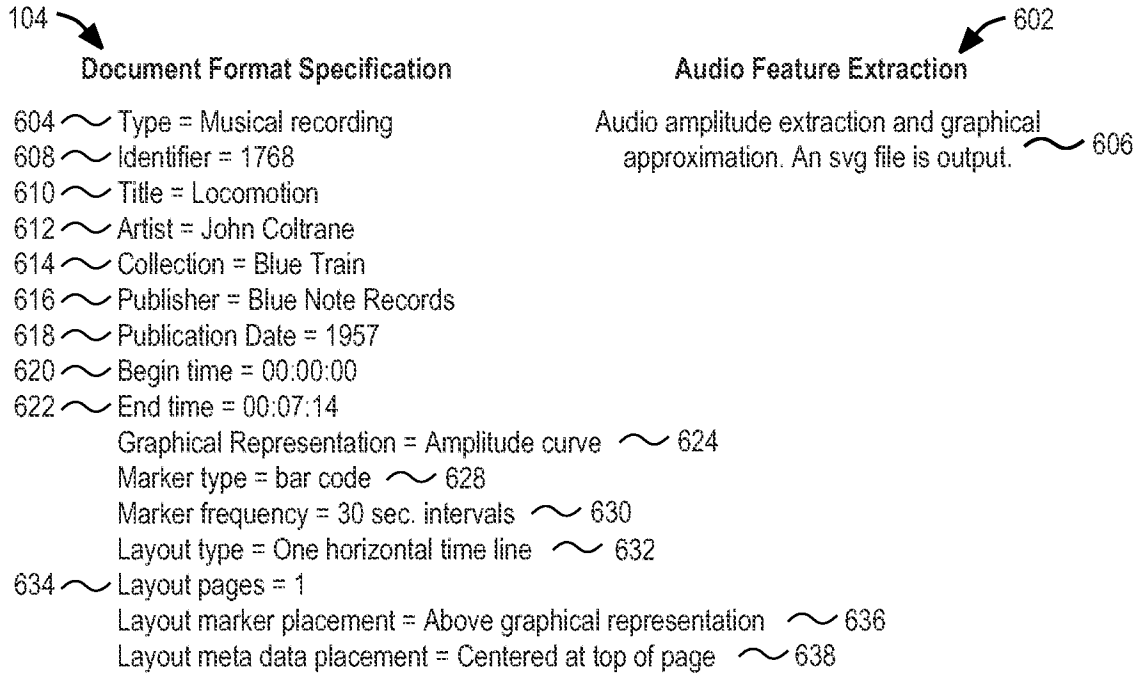 104
602
Document Format Specification
Audio Feature Extraction
604 Type = Musical recording
Audio amplitude extraction and graphical
606
608 Identifier = 1768
approximation. An svg file is output.
610 Title = Locomotion
612 Artist = John Coltrane
614 Collection = Blue Train
616 Publisher = Blue Note Records
618 Publication Date = 1957
620 Begin time = 00:00:00
622 End time = 00:07:14
Graphical Representation = Amplitude curve 624
Marker type = bar code 628
Marker frequency = 30 sec. intervals 630
Layout type = One horizontal time line 632
634 Layout pages = 1
Layout marker placement = Above graphical representation 636
Layout meta data placement = Centered at top of page 638